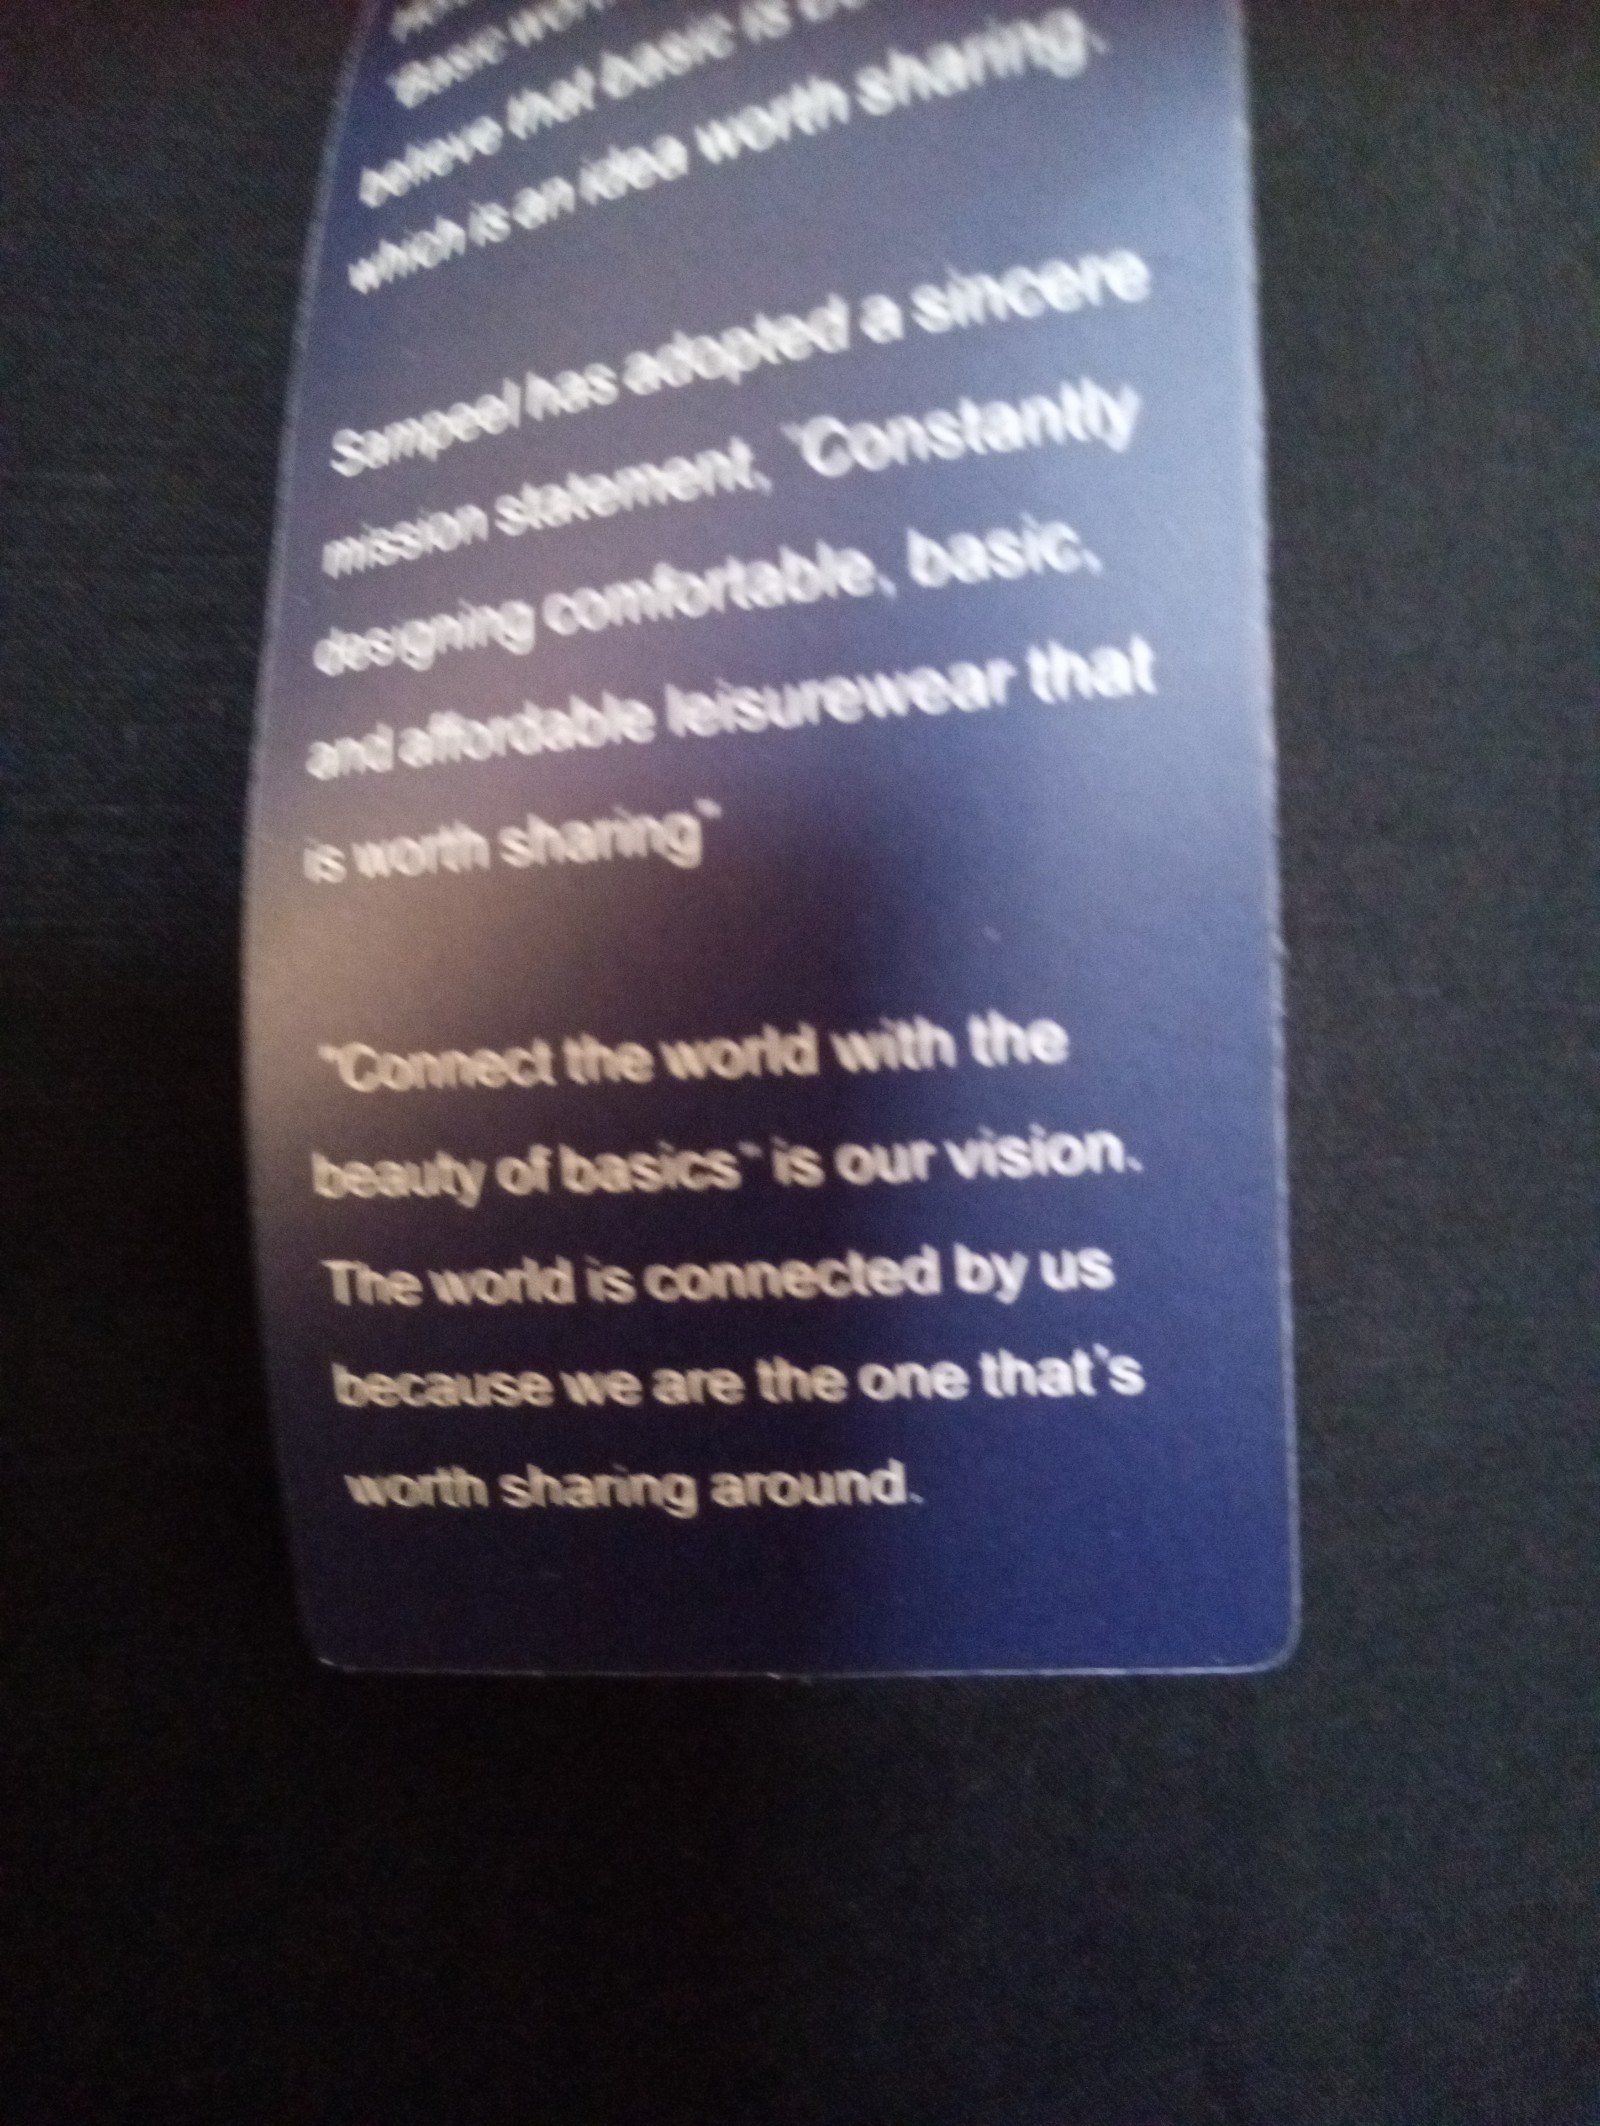 believe that basic is
which is an idea worth sharing.
Sampeel has adopted a sincere
mission statement, "Constantly
designing comfortable, basic,
and affordable leisurewear that
is worth sharing"
"Connect the world with the
beauty of basics" is our vision.
The world is connected by us
because we are the one that's
worth sharing around.